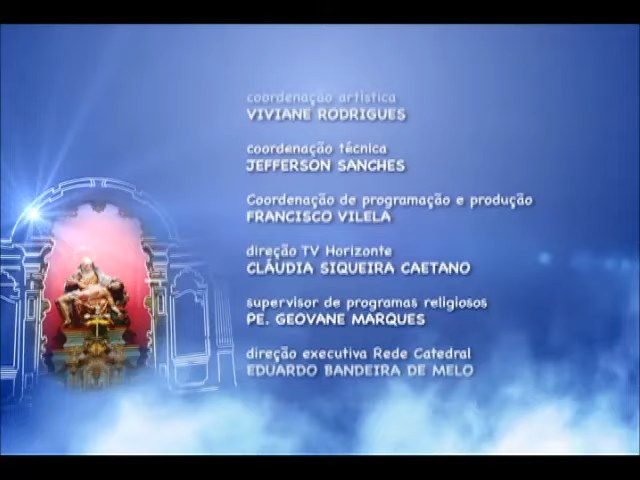 coordenação artística
VIVIANE RODRIGUES
coordenação técnica
JEFFERSON SANCHES
Coordenação de programação e produção
FRANCISCO VILELA
direção TV Horizonte
CLÁUDIA SIQUEIRA CAETANO
supervisor de programas religiosos
PE. GEOVANE MARQUES
direção executiva Rede Catedral
EDUARDO BANDEIRA DE MELO